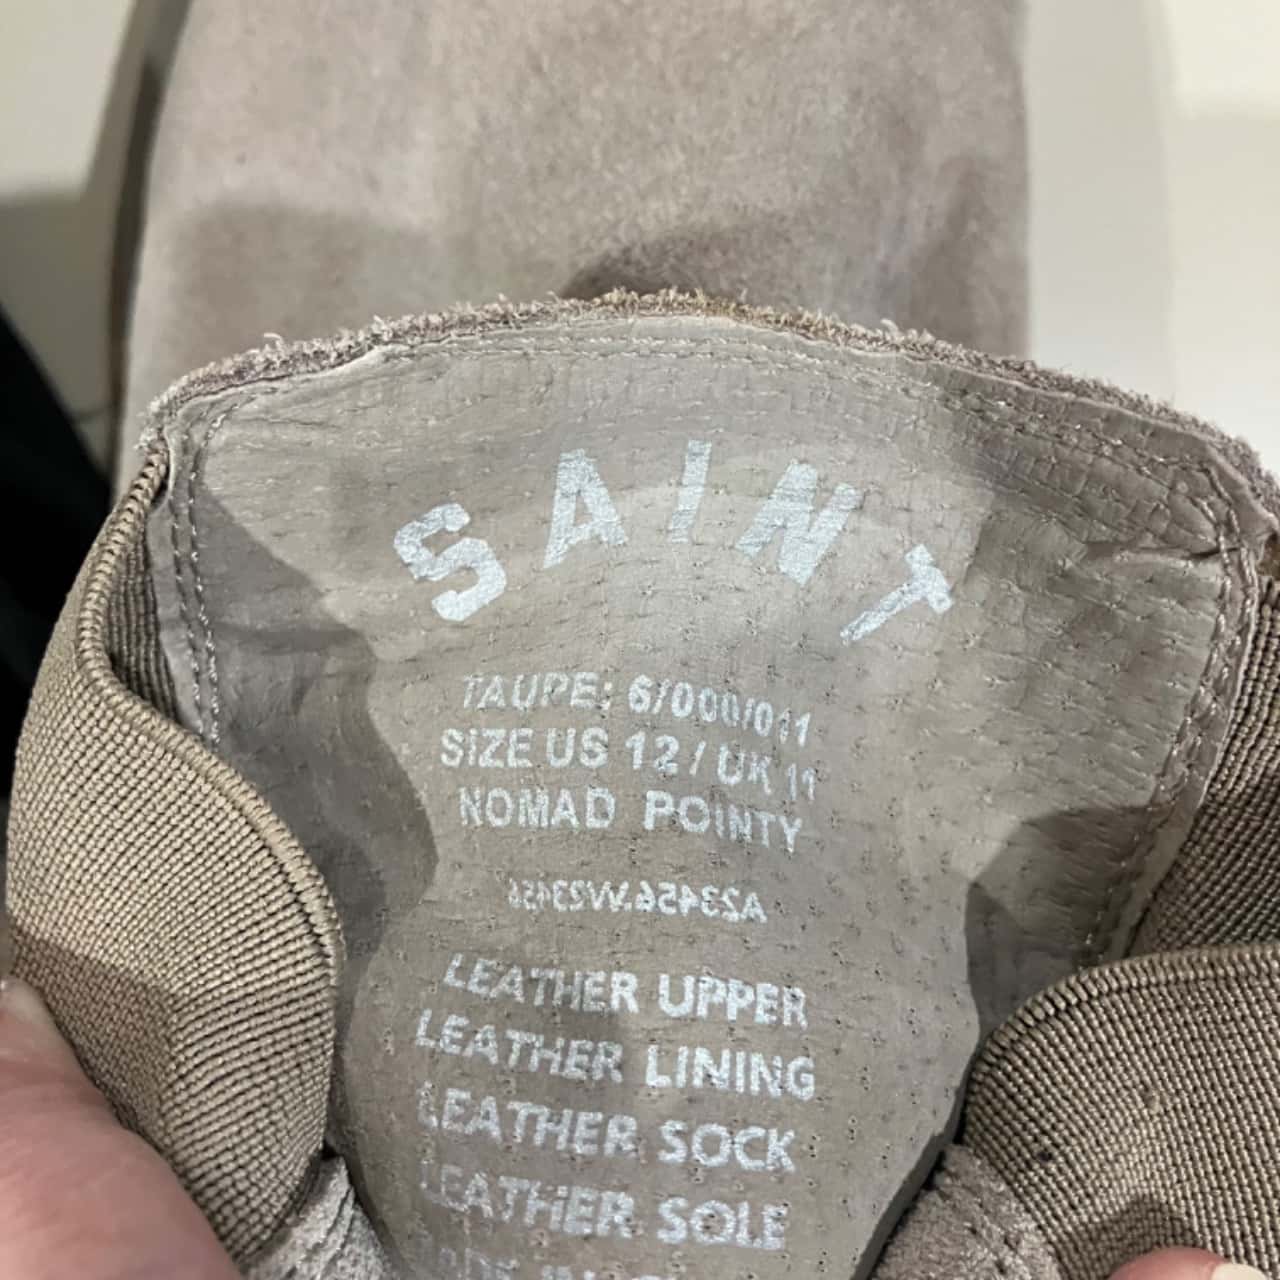 SAINT
TAUPE: 6/000/011
SIZE US 12 / UK 11
NOMAD POINTY
LEATHER UPPER
LEATHER LINING
LEATHER SOCK
LEATHER SOLE